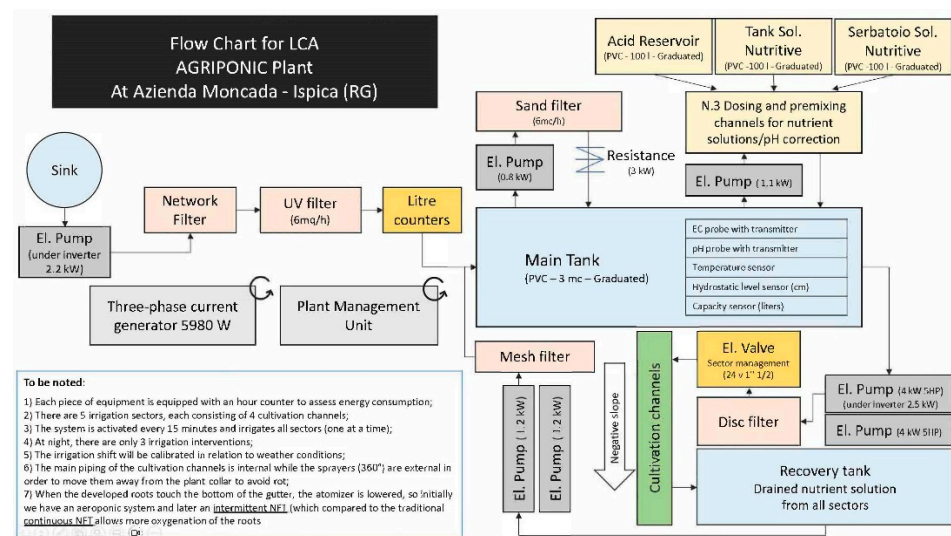 Flow Chart for LCA
AGRIPONIC Plant
At Azienda Moncada - Ispica (RG)
Acid Reservoir
(PVC - 100 l - Graduated)
Tank Sol.
Nutritive
(PVC -100 l - Graduated)
Serbatoio Sol.
Nutritive
(PVC -100 l - Graduated)
N.3 Dosing and premixing
channels for nutrient
solutions/pH correction
Sand filter
(6mc/h)
El. Pump
(0.8 kW)
Resistance
(3 kW)
El. Pump (1.1 kW)
Sink
El. Pump
(under inverter
2.2 kW)
Network
Filter
UV filter
(6mq/h)
Litre
counters
Main Tank
(PVC – 3 mc – Graduated)
EC probe with transmitter
pH probe with transmitter
Temperature sensor
Hydrostatic level sensor (cm)
Capacity sensor (liters)
Three-phase current
generator 5980 W
Plant Management
Unit
Mesh filter
El. Pump (1.2 kW)
El. Pump (1.2 kW)
Negative slope
Cultivation channels
El. Valve
Sector management
(24 v 1" 1/2)
Disc filter
El. Pump (4 kW 5HP)
(under inverter 2.5 kW)
El. Pump (4 kW 5HP)
Recovery tank
Drained nutrient solution
from all sectors
To be noted:
1) Each piece of equipment is equipped with an hour counter to assess energy consumption;
2) There are 5 irrigation sectors, each consisting of 4 cultivation channels;
3) The system is activated every 15 minutes and irrigates all sectors (one at a time);
4) At night, there are only 3 irrigation interventions;
5) The irrigation shift will be calibrated in relation to weather conditions;
6) The main piping of the cultivation channels is internal while the sprayers (360°) are external in
order to move them away from the plant collar to avoid rot;
7) When the developed roots touch the bottom of the gutter, the atomizer is lowered, so initially
we have an aeroponic system and later an intermittent NFT (which compared to the traditional
continuous NFT allows more oxygenation of the roots